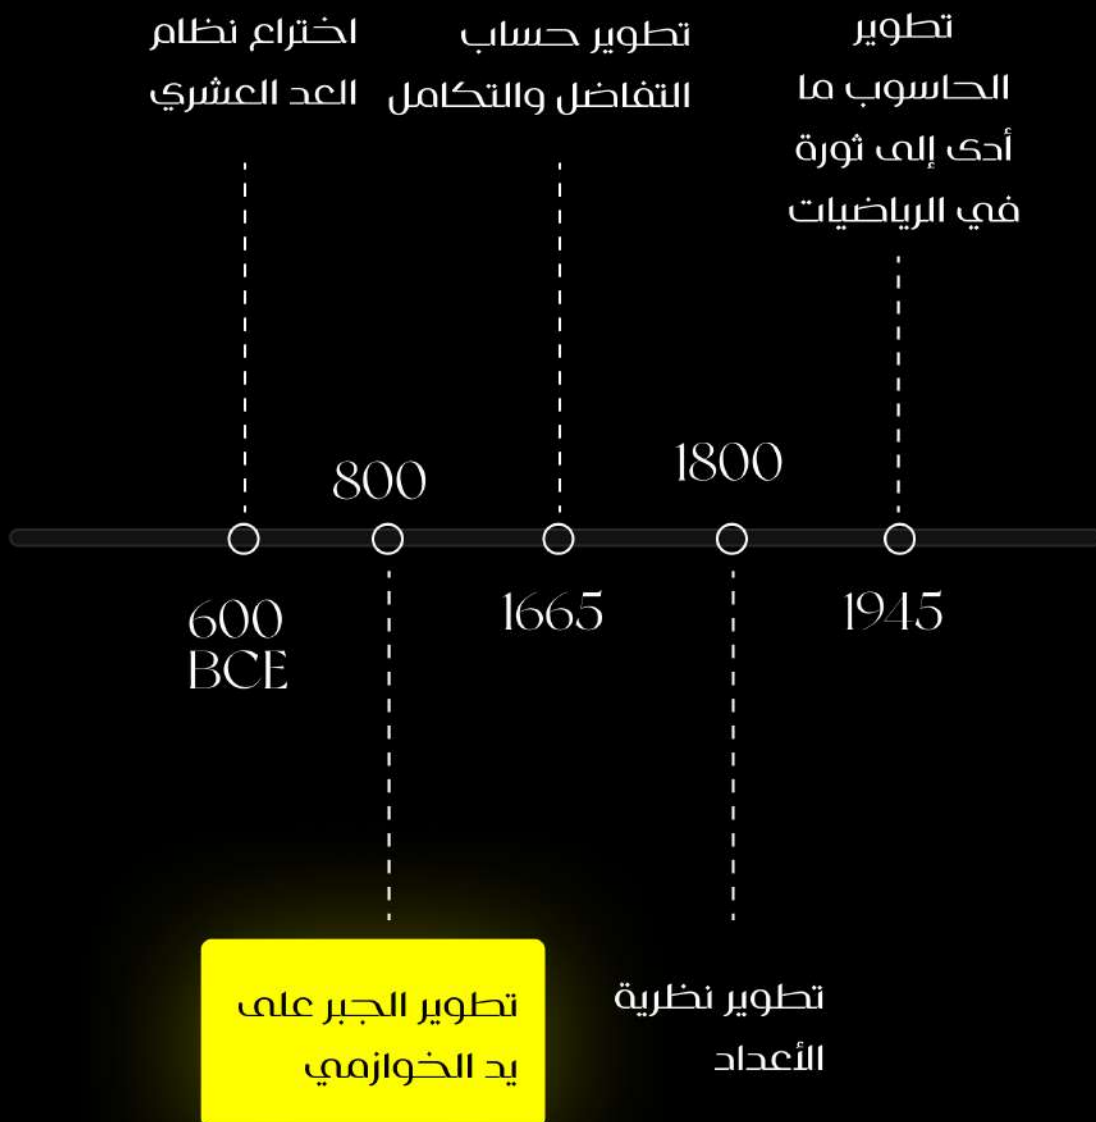 اختراع نظام
العد العشري
تطوير حساب
التفاضل والتكامل
تطوير
الحاسوب ما
أدى إلى ثورة
في الرياضيات
800
1800
600
BCE
1665
1945
تطوير الجبر على
يد الخوازمي
تطوير نظرية
الأعداد